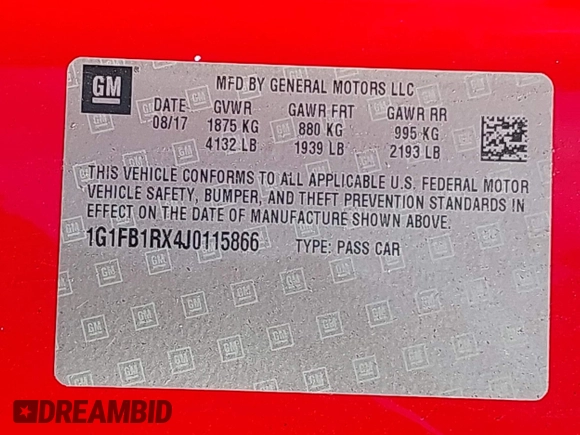 GM
MFD BY GENERAL MOTORS LLC
DATE GVWR GAWR FRT GAWR RR
08/17 1875 KG 880 KG 995 KG
4132 LB 1939 LB 2193 LB
THIS VEHICLE CONFORMS TO ALL APPLICABLE U.S. FEDERAL MOTOR
VEHICLE SAFETY, BUMPER, AND THEFT PREVENTION STANDARDS IN
EFFECT ON THE DATE OF MANUFACTURE SHOWN ABOVE.
1G1FB1RX4J0115866 TYPE: PASS CAR
DREAMBID